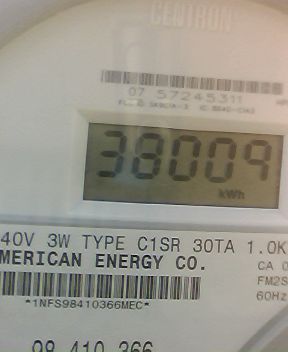 CENTRON
07 57245311
38009
kWh
40V 3W TYPE C1SR 30TA 1.0K
MERICAN ENERGY CO.
CA 0
FM2S
*1NFS98410366MEC*
60Hz
98 410 366